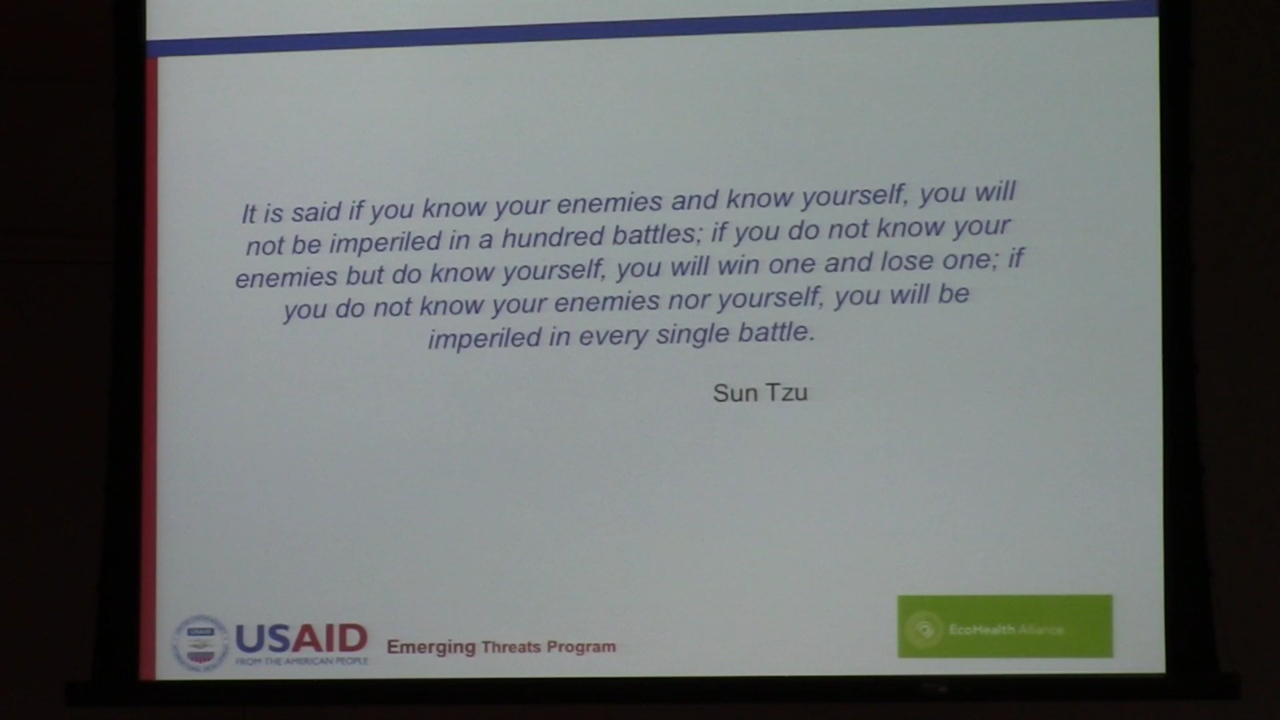 It is said if you know your enemies and know yourself, you will
not be imperiled in a hundred battles; if you do not know your
enemies but do know yourself, you will win one and lose one; if
you do not know your enemies nor yourself, you will be
imperiled in every single battle.
Sun Tzu
USAID
FROM THE AMERICAN PEOPLE
Emerging Threats Program
EcoHealth Alliance